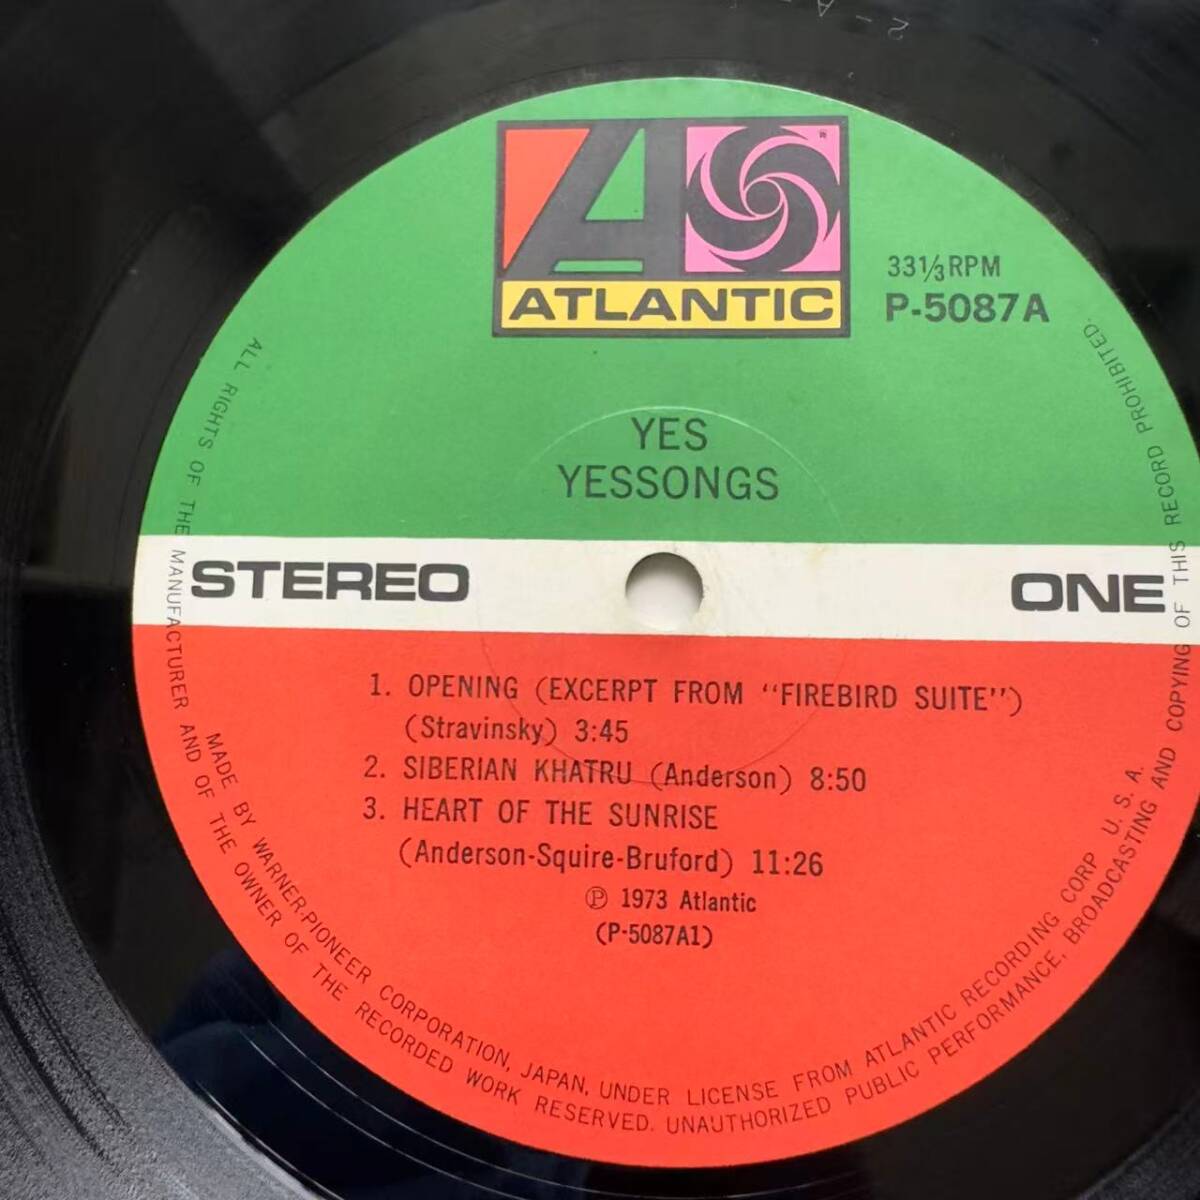 ATLANTIC
33⅓ RPM
P-5087A
YES
YESSONGS
STEREO
ONE
1. OPENING (EXCERPT FROM "FIREBIRD SUITE")
(Stravinsky) 3:45
2. SIBERIAN KHATRU (Anderson) 8:50
3. HEART OF THE SUNRISE
(Anderson-Squire-Bruford) 11:26
℗ 1973 Atlantic
(P-5087A1)
MADE BY WARNER-PIONEER CORPORATION, JAPAN, UNDER LICENSE FROM ATLANTIC RECORDING CORP U. S. A.
ALL RIGHTS OF THE MANUFACTURER AND OF THE OWNER OF THE RECORDED WORK RESERVED. UNAUTHORIZED PUBLIC PERFORMANCE, BROADCASTING AND COPYING OF THIS RECORD PROHIBITED.